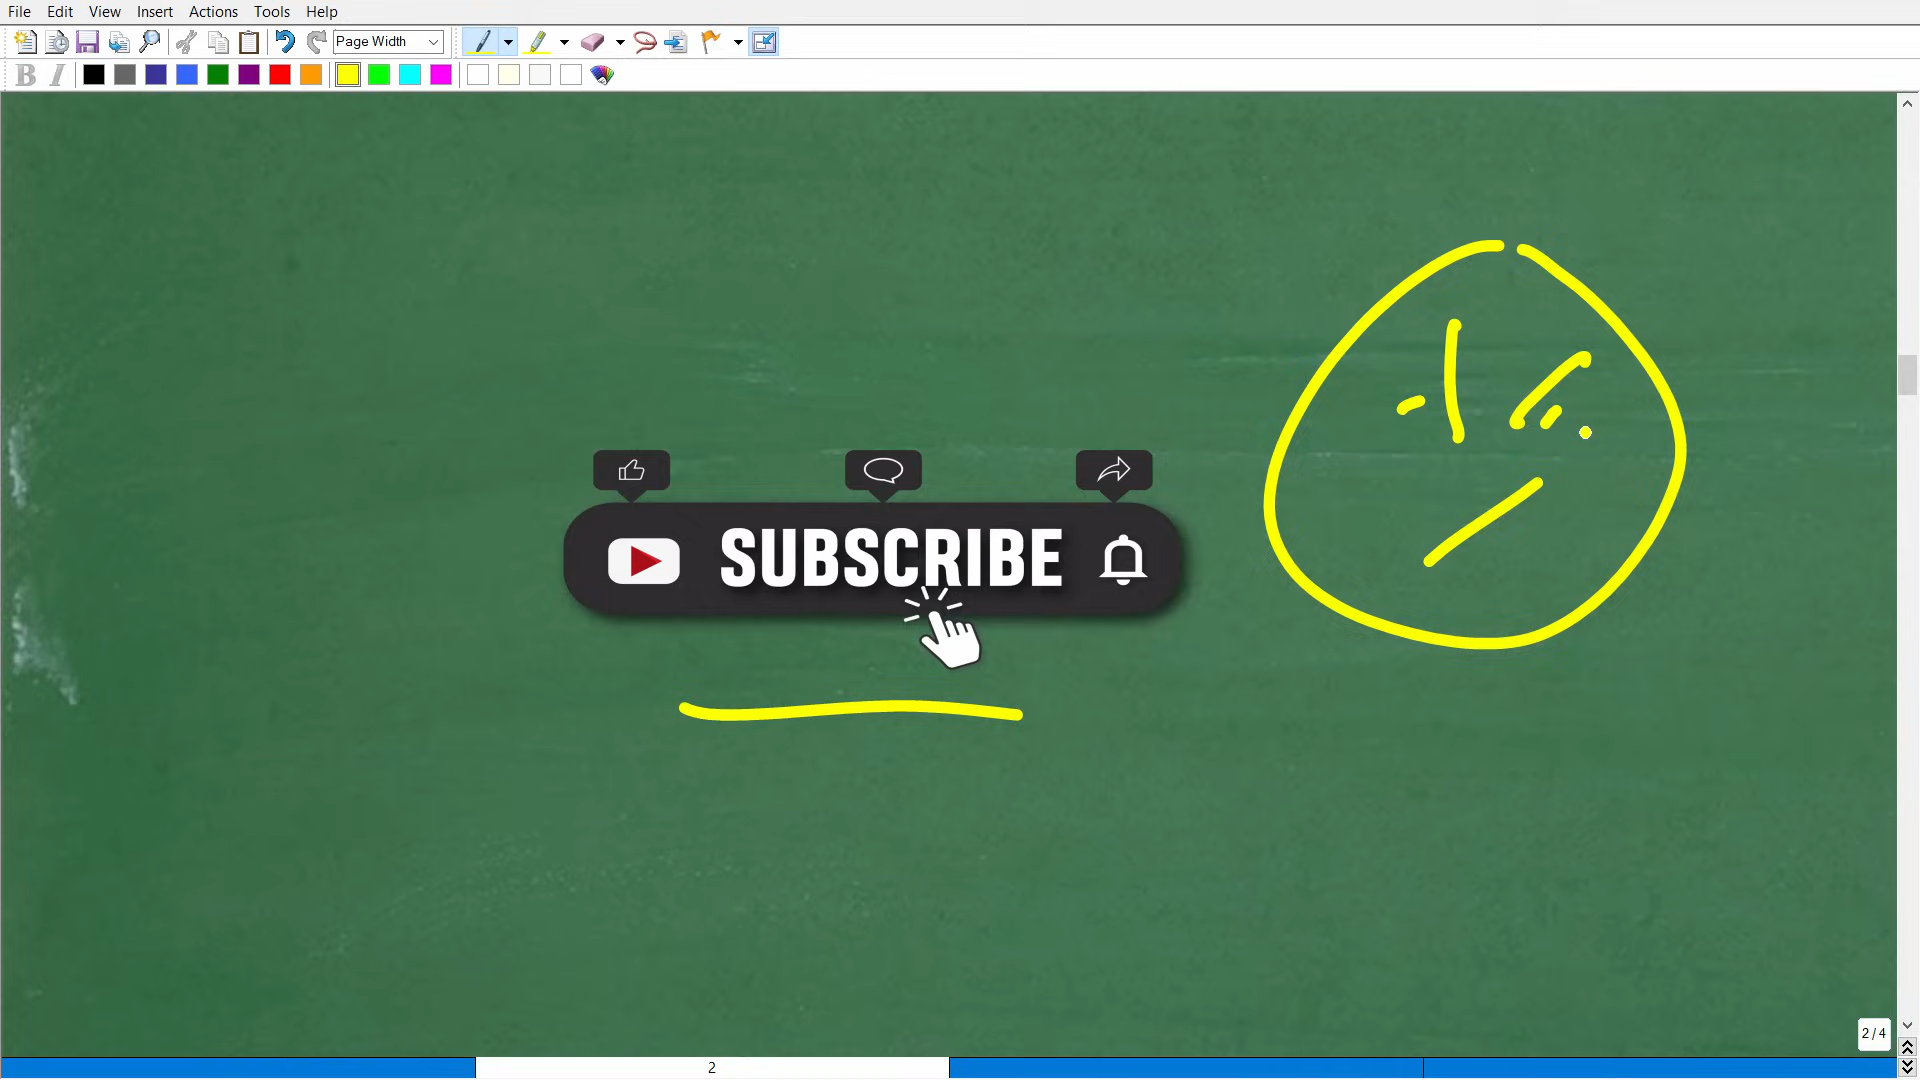 File Edit View Insert Actions Tools Help
Page Width
B I
SUBSCRIBE
2 / 4
2